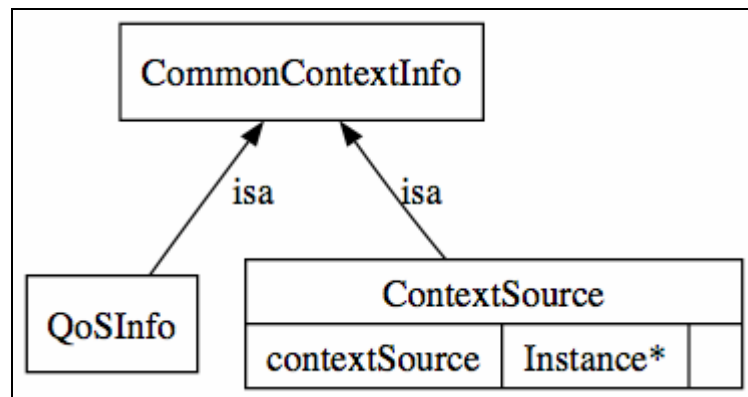 CommonContextInfo
isa
isa
QoSInfo
ContextSource
contextSource Instance*